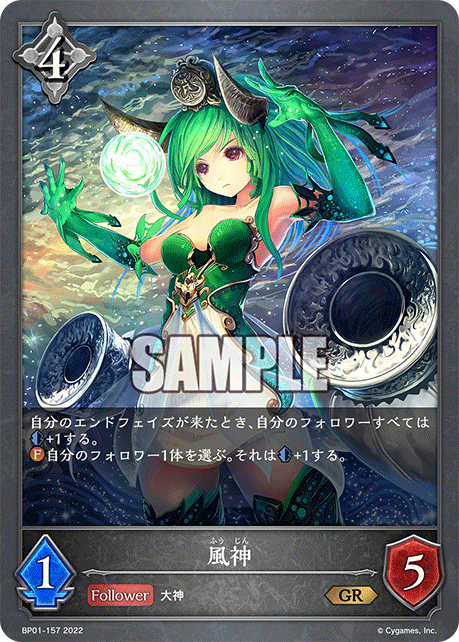 4
SAMPLE
自分のエンドフェイズが来たとき、自分のフォロワーすべては
+1する。
F自分のフォロワー1体を選ぶ。それは+1する。
ふう じん
風神
1
Follower 大神
GR
5
BP01-157 2022
© Cygames, Inc.